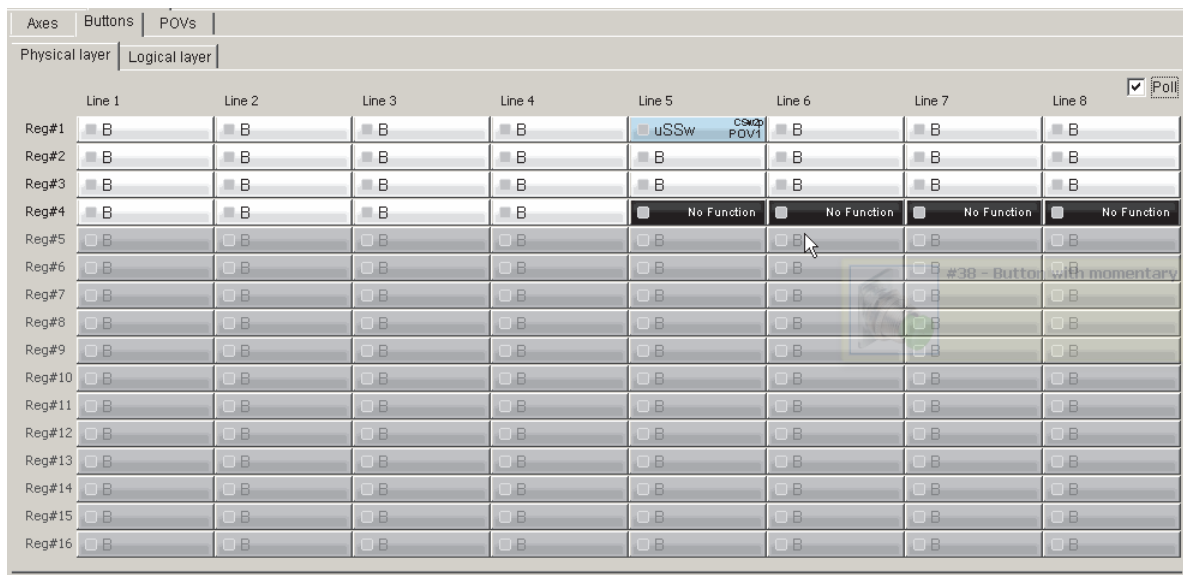 Axes Buttons POVs
Physical layer Logical layer
Poll
Line 1 Line 2 Line 3 Line 4 Line 5 Line 6 Line 7 Line 8
Reg#1 B B B B uSSw CSw2p POV1 B B B
Reg#2 B B B B B B B B
Reg#3 B B B B B B B B
Reg#4 B B B B No Function No Function No Function No Function
Reg#5 B B B B B B B B
Reg#6 B B B B B B B B
#38 - Button with momentary
Reg#7 B B B B B B B B
Reg#8 B B B B B B B B
Reg#9 B B B B B B B B
Reg#10 B B B B B B B B
Reg#11 B B B B B B B B
Reg#12 B B B B B B B B
Reg#13 B B B B B B B B
Reg#14 B B B B B B B B
Reg#15 B B B B B B B B
Reg#16 B B B B B B B B